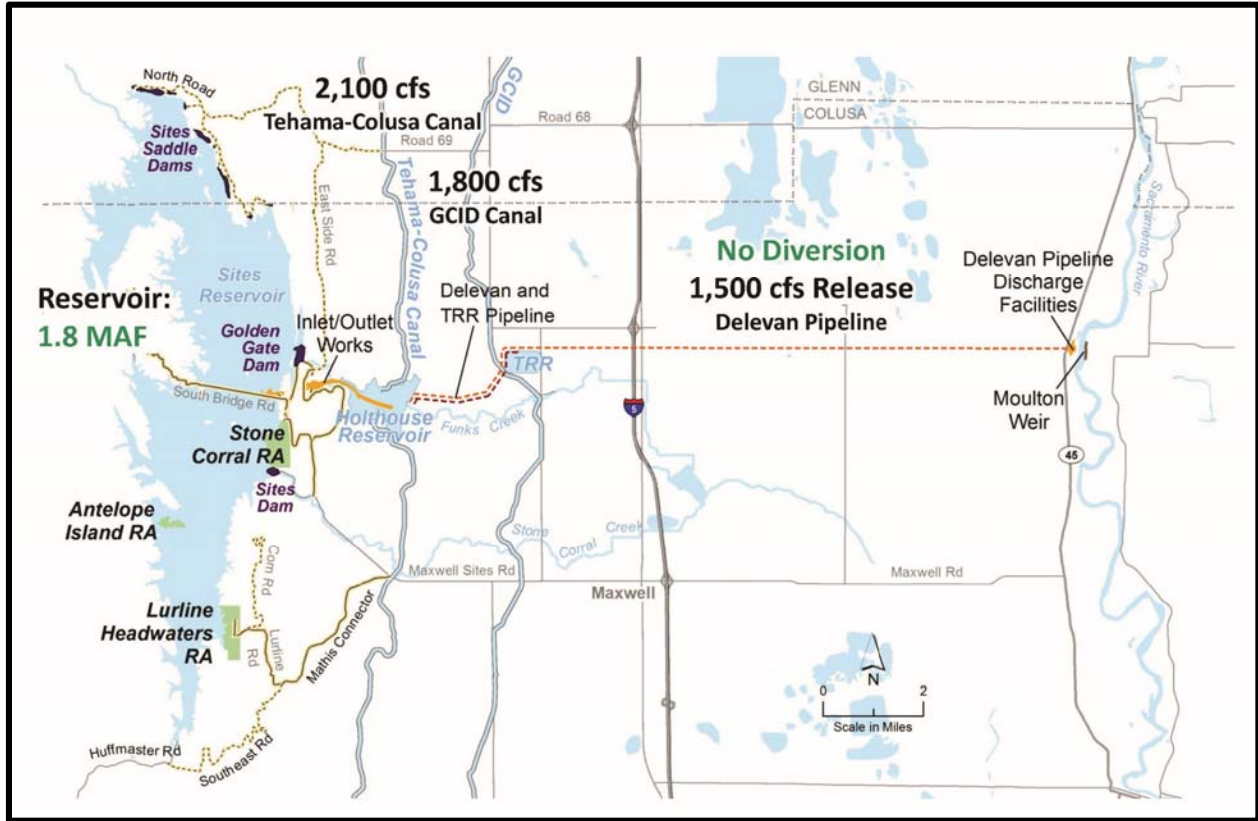 North Road
Sites
Saddle
Dams
2,100 cfs
Tehama-Colusa Canal
GCID
Road 68
Road 69
GLENN
COLUSA
Tehama-Colusa Canal
1,800 cfs
GCID Canal
East Side Rd
Sacramento River
Sites
Reservoir
Reservoir:
1.8 MAF
Golden
Gate
Dam
Inlet/Outlet
Works
Delevan and
TRR Pipeline
No Diversion
1,500 cfs Release
Delevan Pipeline
Delevan Pipeline
Discharge
Facilities
TRR
South Bridge Rd
Holthouse
Reservoir
Funks Creek
5
Moulton
Weir
Stone
Corral RA
45
Sites
Dam
Antelope
Island RA
Stone
Corral
Creek
Com Rd
Maxwell Sites Rd
Maxwell
Maxwell Rd
Lurline
Headwaters
RA
Lurline
Rd
Mathis Connector
N
0
2
Scale in Miles
Huffmaster Rd
Southeast Rd